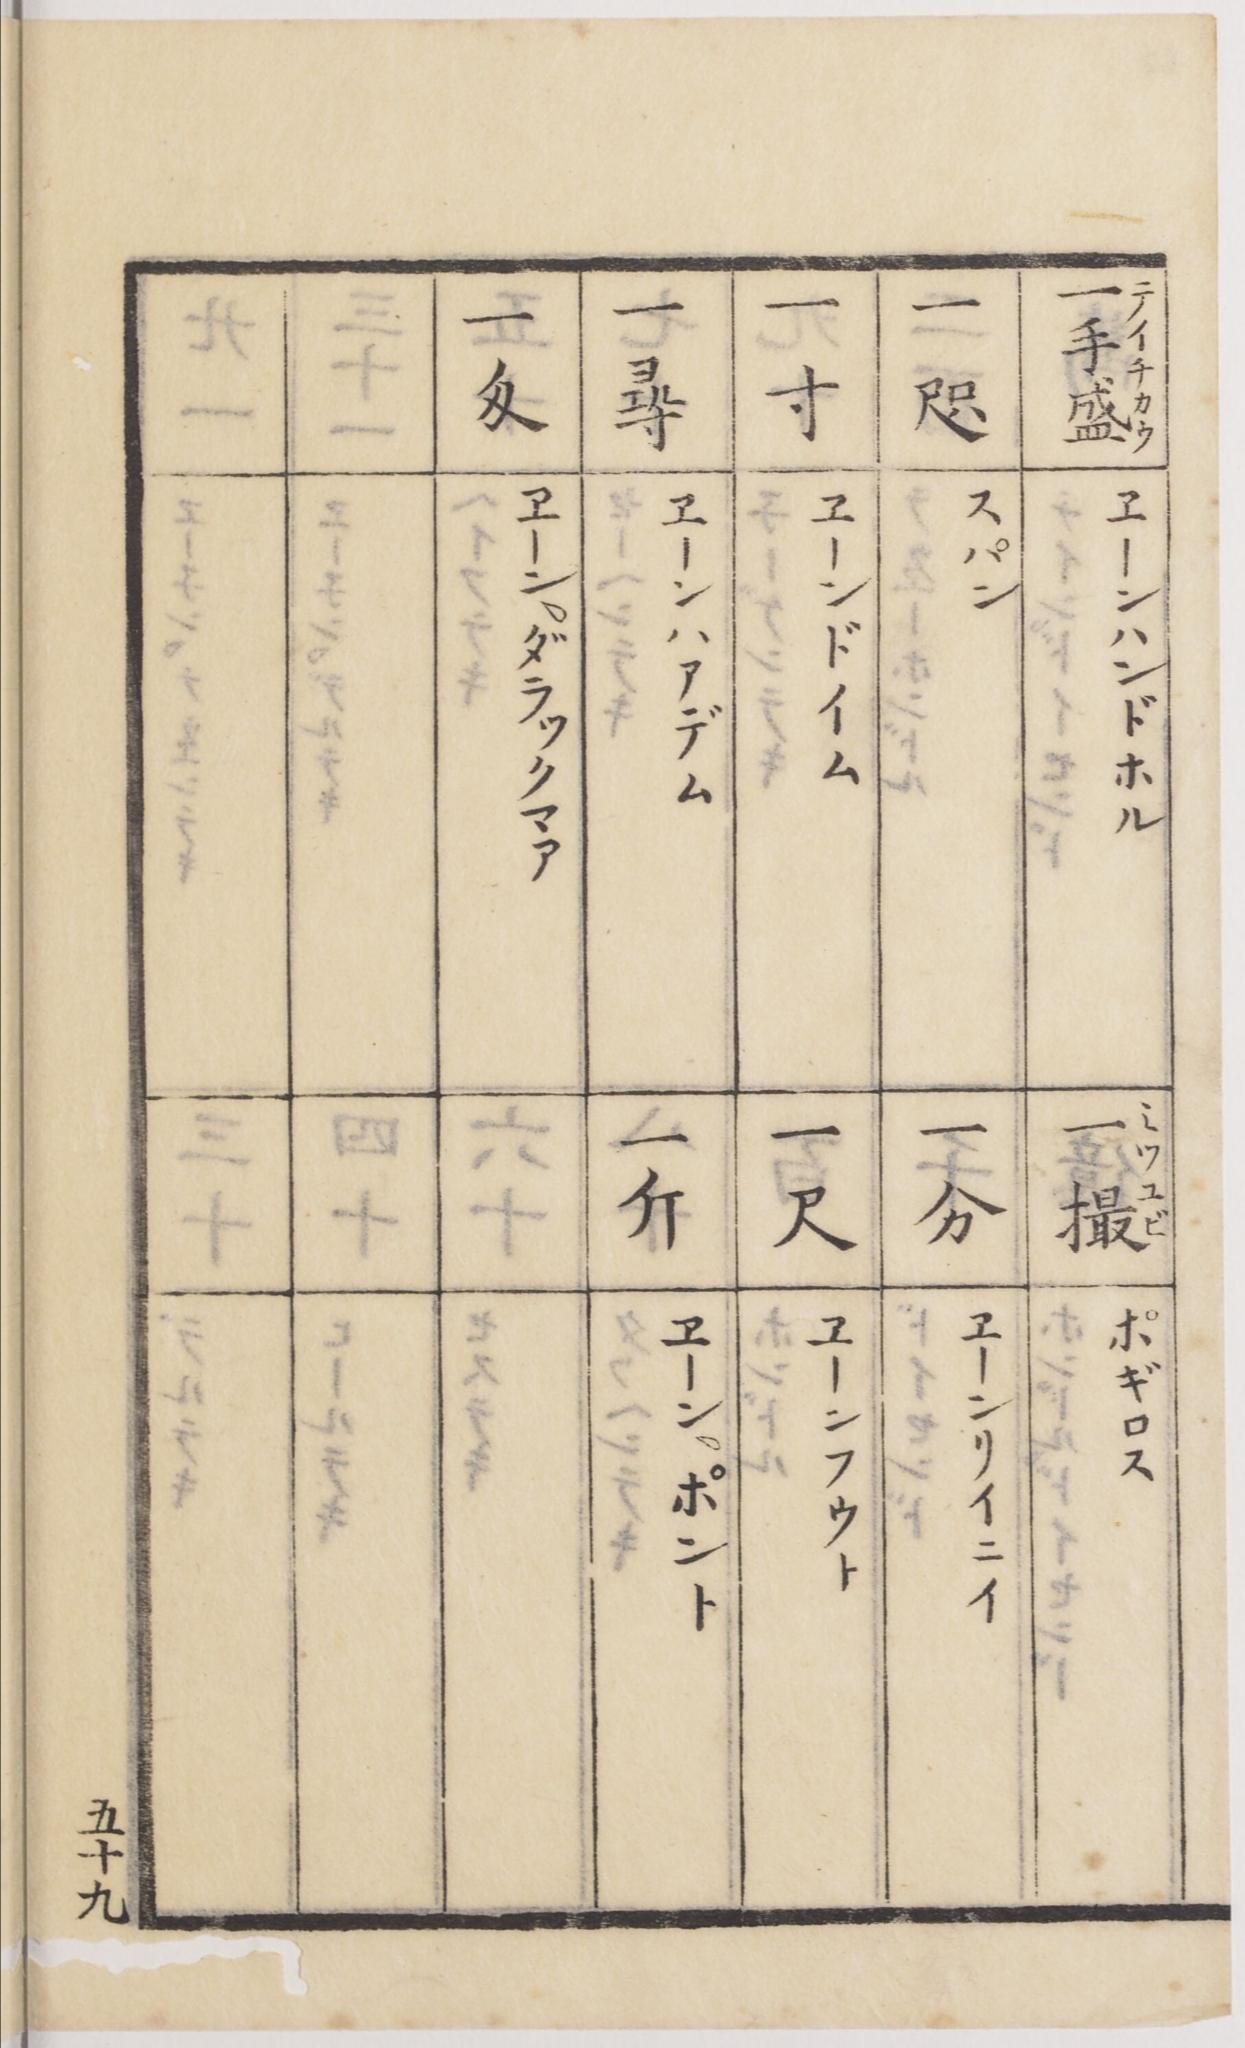 一手盛
テイチカウ
ヱーンハンドホル
一撮
ミツユビ
ポギロス
一咫
スパン
一分
ヱーンリイニイ
一寸
ヱーンドイム
一尺
ヱーンフウト
一尋
ヱーンハアデム
一斤
ヱーン。ポント
一匁
ヱーン。ダラックマア
五十九